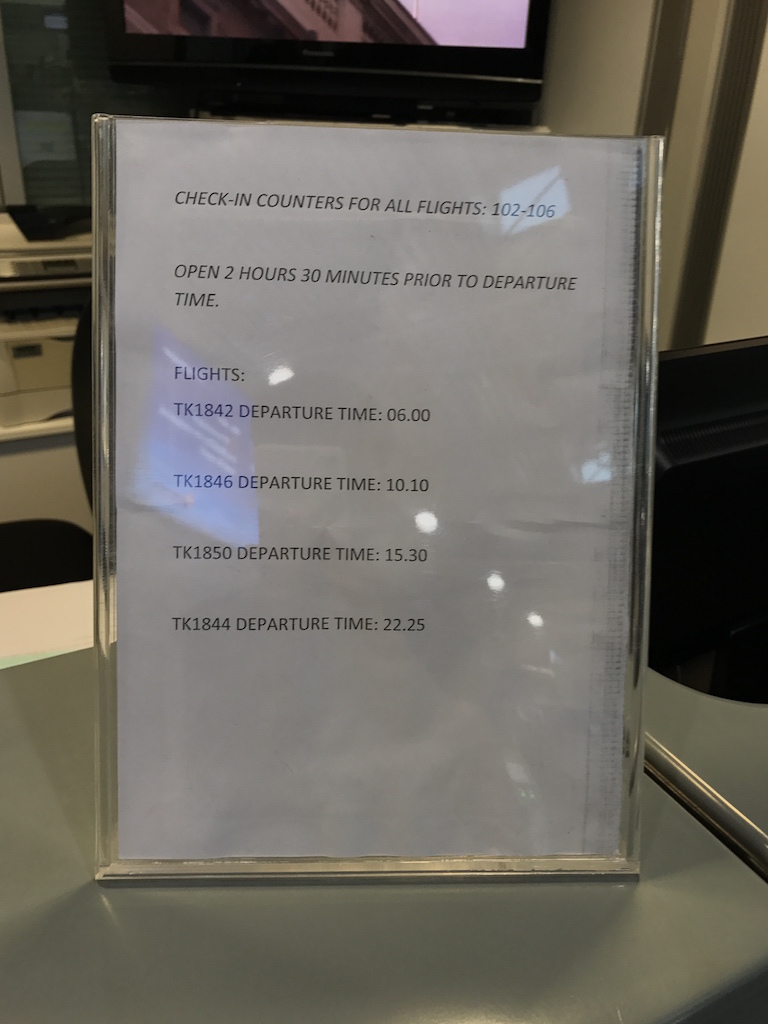 Panasonic
CHECK-IN COUNTERS FOR ALL FLIGHTS: 102-106
OPEN 2 HOURS 30 MINUTES PRIOR TO DEPARTURE
TIME.
FLIGHTS:
TK1842 DEPARTURE TIME: 06.00
TK1846 DEPARTURE TIME: 10.10
TK1850 DEPARTURE TIME: 15.30
TK1844 DEPARTURE TIME: 22.25